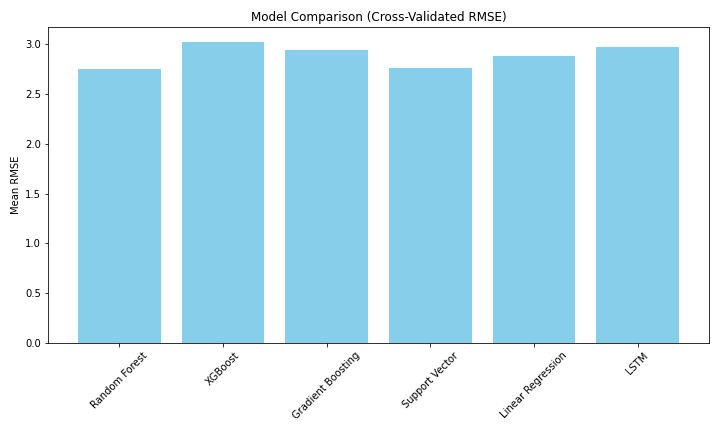 Model Comparison (Cross-Validated RMSE)
Mean RMSE
3.0
2.5
2.0
1.5
1.0
0.5
0.0
Random Forest
XGBoost
Gradient Boosting
Support Vector
Linear Regression
LSTM